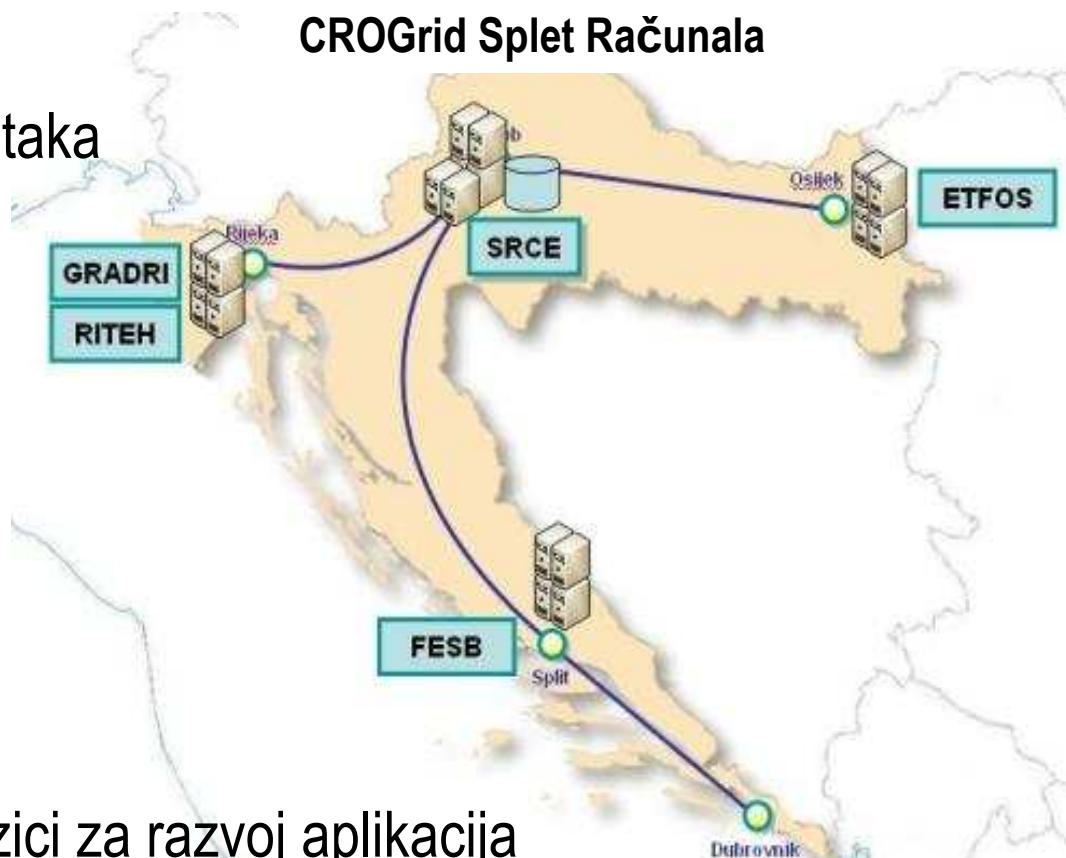 CROGrid Splet Računala
taka
Osijek
ETFOS
Rijeka
SRCE
GRADRI
RITEH
FESB
Split
zici za razvoj aplikacija
Dubrovnik